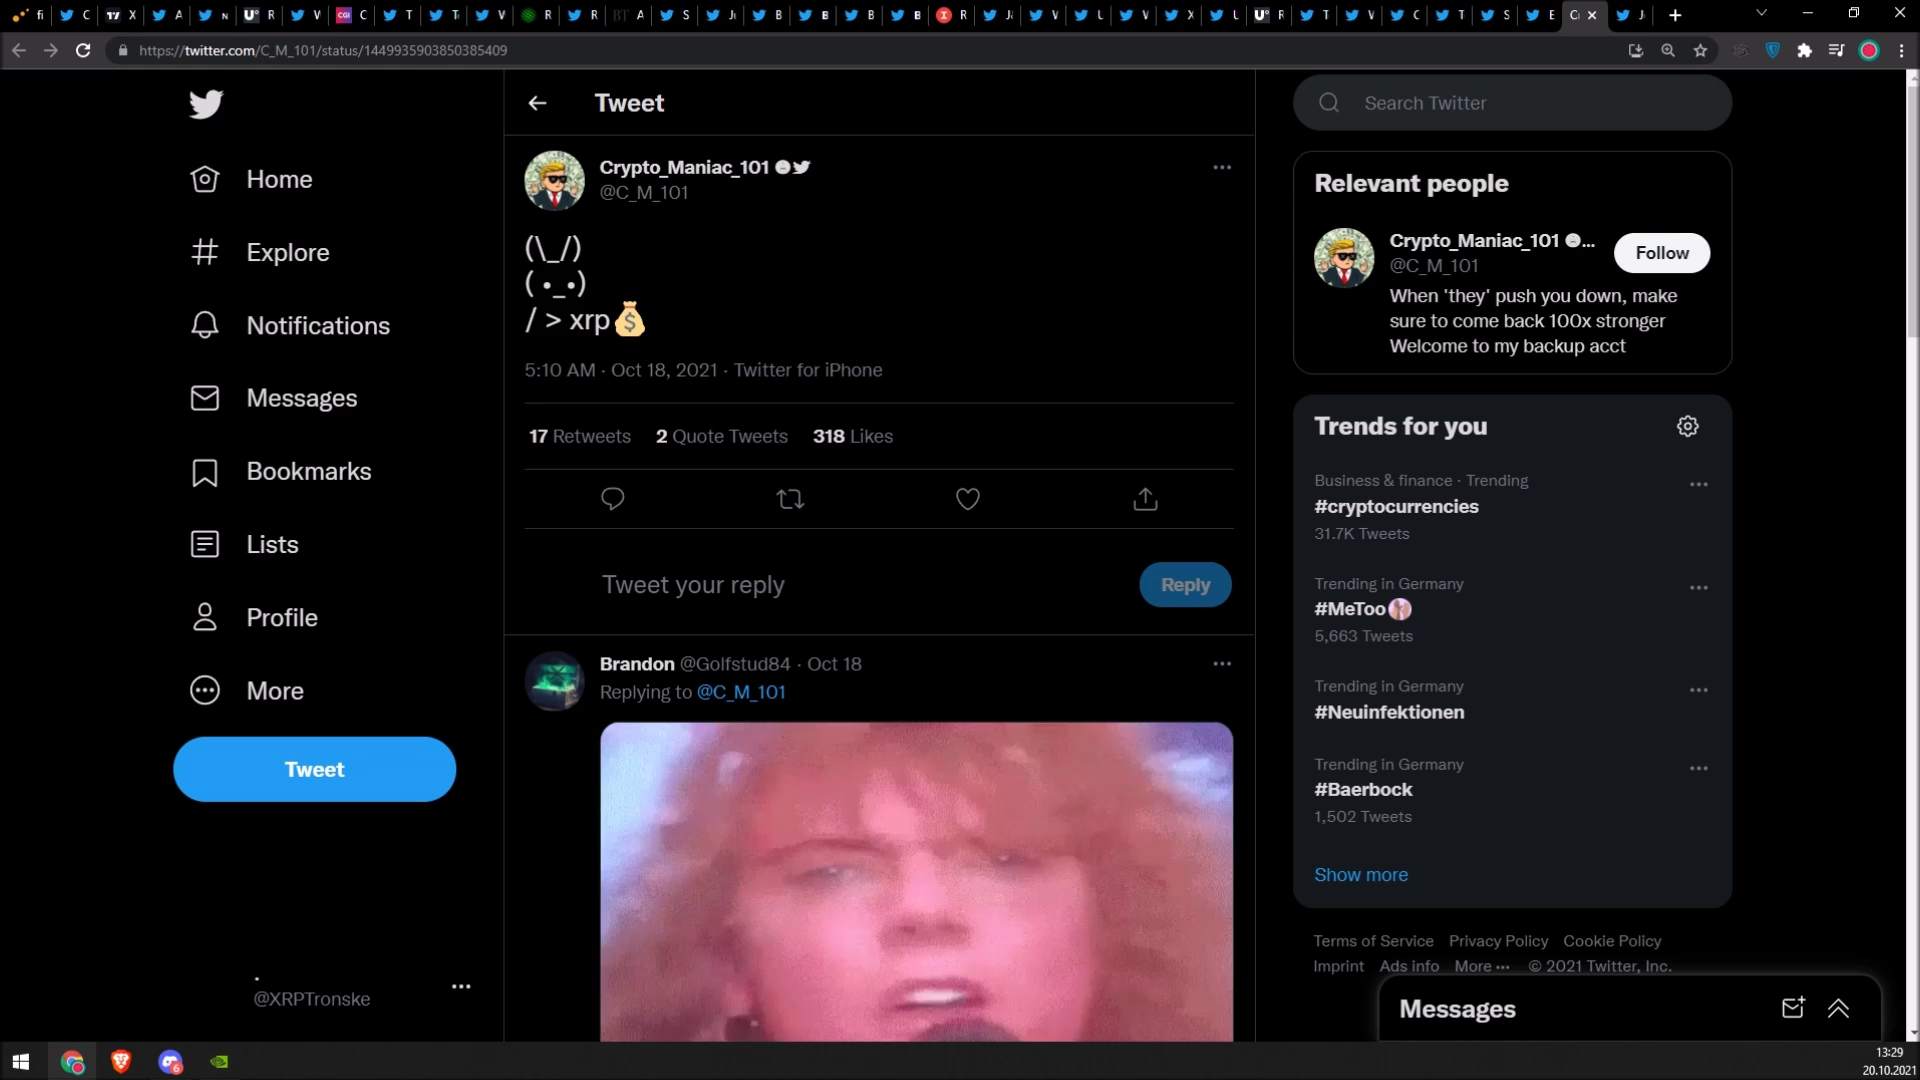 https://twitter.com/C_M_101/status/1449935903850385409
Tweet
Search Twitter
Home
Explore
Notifications
Messages
Bookmarks
Lists
Profile
More
Tweet
@XRPTronske
Crypto_Maniac_101
@C_M_101
(\_/)
( •_•)
/ > xrp💰
5:10 AM · Oct 18, 2021 · Twitter for iPhone
17 Retweets 2 Quote Tweets 318 Likes
Tweet your reply
Reply
Brandon @Golfstud84 · Oct 18
Replying to @C_M_101
Relevant people
Crypto_Maniac_101 ...
@C_M_101
Follow
When 'they' push you down, make
sure to come back 100x stronger
Welcome to my backup acct
Trends for you
Business & finance · Trending
#cryptocurrencies
31.7K Tweets
Trending in Germany
#MeToo
5,663 Tweets
Trending in Germany
#Neuinfektionen
Trending in Germany
#Baerbock
1,502 Tweets
Show more
Terms of Service Privacy Policy Cookie Policy
Imprint Ads info More ··· © 2021 Twitter, Inc.
Messages
13:29
20.10.2021